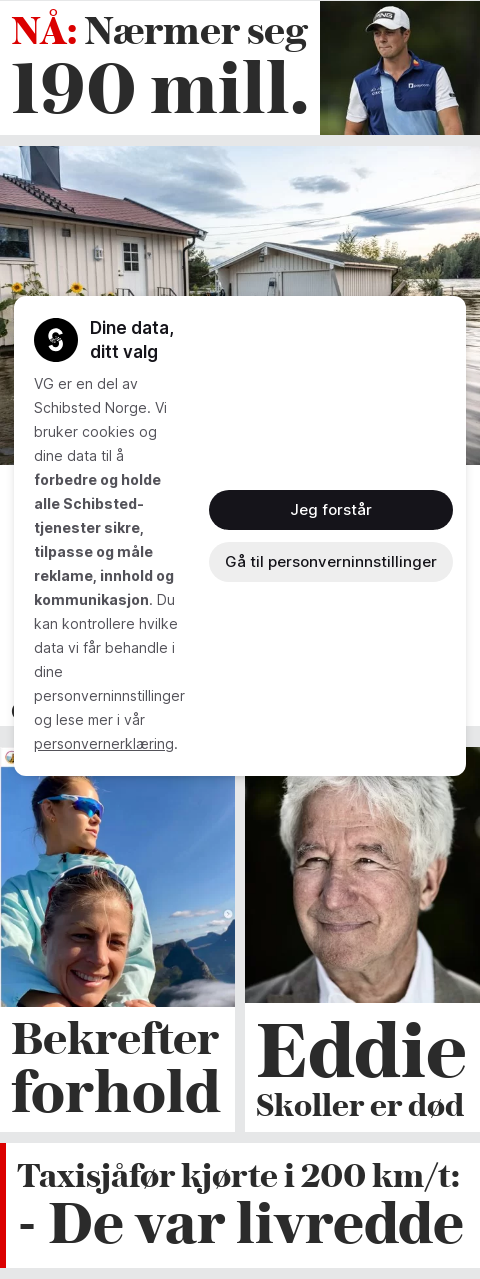 NÅ: Nærmer seg
190 mill.
Dine data,
ditt valg
VG er en del av
Schibsted Norge. Vi
bruker cookies og
dine data til å
forbedre og holde
alle Schibsted-
tjenester sikre,
tilpasse og måle
reklame, innhold og
kommunikasjon. Du
kan kontrollere hvilke
data vi får behandle i
dine
personverninnstillinger
og lese mer i vår
personvernerklæring.
Jeg forstår
Gå til personverninnstillinger
Bekrefter
forhold
Eddie
Skoller er død
Taxisjåfør kjørte i 200 km/t:
- De var livredde